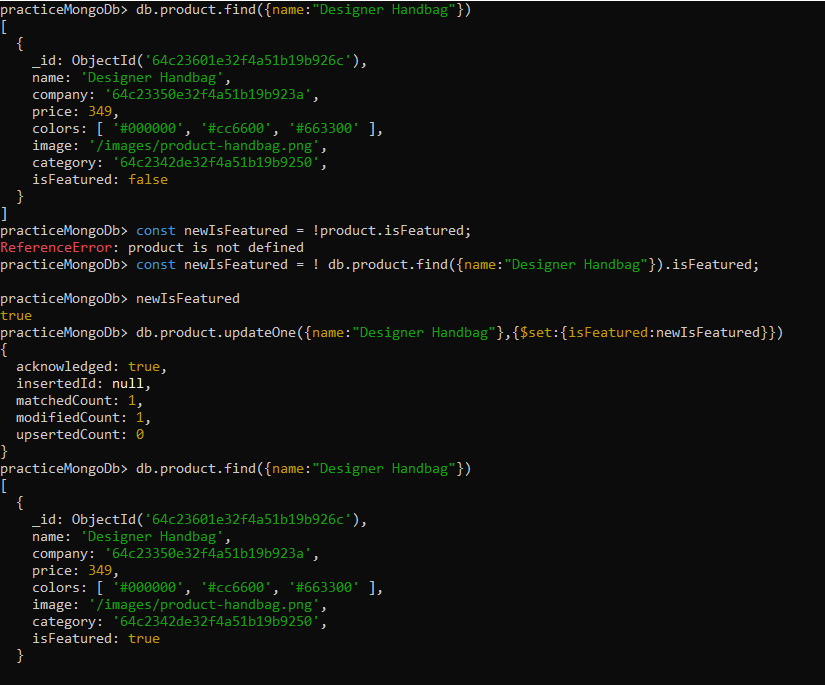 practiceMongoDb> db.product.find({name:"Designer Handbag"})
[
  {
    _id: ObjectId('64c23601e32f4a51b19b926c'),
    name: 'Designer Handbag',
    company: '64c23350e32f4a51b19b923a',
    price: 349,
    colors: [ '#000000', '#cc6600', '#663300' ],
    image: '/images/product-handbag.png',
    category: '64c2342de32f4a51b19b9250',
    isFeatured: false
  }
]
practiceMongoDb> const newIsFeatured = !product.isFeatured;
ReferenceError: product is not defined
practiceMongoDb> const newIsFeatured = ! db.product.find({name:"Designer Handbag"}).isFeatured;

practiceMongoDb> newIsFeatured
true
practiceMongoDb> db.product.updateOne({name:"Designer Handbag"},{$set:{isFeatured:newIsFeatured}})
{
  acknowledged: true,
  insertedId: null,
  matchedCount: 1,
  modifiedCount: 1,
  upsertedCount: 0
}
practiceMongoDb> db.product.find({name:"Designer Handbag"})
[
  {
    _id: ObjectId('64c23601e32f4a51b19b926c'),
    name: 'Designer Handbag',
    company: '64c23350e32f4a51b19b923a',
    price: 349,
    colors: [ '#000000', '#cc6600', '#663300' ],
    image: '/images/product-handbag.png',
    category: '64c2342de32f4a51b19b9250',
    isFeatured: true
  }